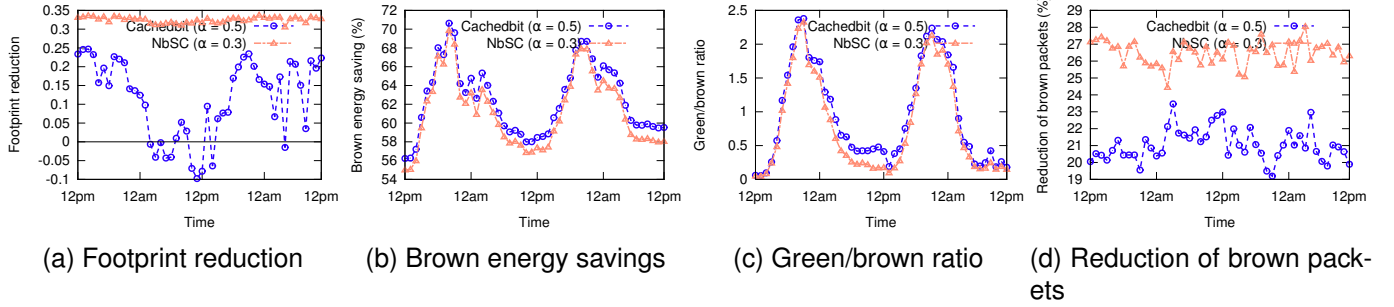 Footprint reduction
0.35
0.3
0.25
0.2
0.15
0.1
0.05
0
-0.05
-0.1
Cachedbit (α = 0.5)
NbSC (α = 0.3)
12pm 12am 12pm 12am 12pm
Time
(a) Footprint reduction
Brown energy saving (%)
72
70
68
66
64
62
60
58
56
54
Cachedbit (α = 0.5)
NbSC (α = 0.3)
12pm 12am 12pm 12am 12pm
Time
(b) Brown energy savings
Green/brown ratio
2.5
2
1.5
1
0.5
0
Cachedbit (α = 0.5)
NbSC (α = 0.3)
12pm 12am 12pm 12am 12pm
Time
(c) Green/brown ratio
Reduction of brown packets (%)
29
28
27
26
25
24
23
22
21
20
19
Cachedbit (α = 0.5)
NbSC (α = 0.3)
12pm 12am 12pm 12am 12pm
Time
(d) Reduction of brown pack-
ets